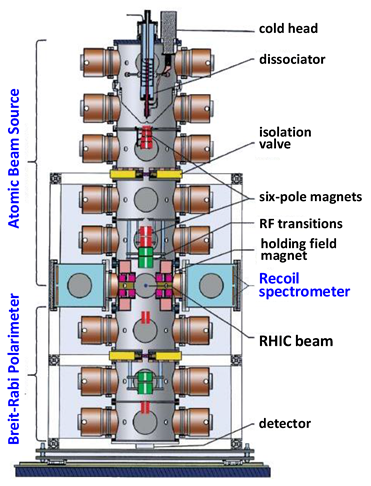 cold head
dissociator
Atomic Beam Source
isolation
valve
six-pole magnets
RF transitions
holding field
magnet
Recoil
spectrometer
RHIC beam
Breit-Rabi Polarimeter
detector